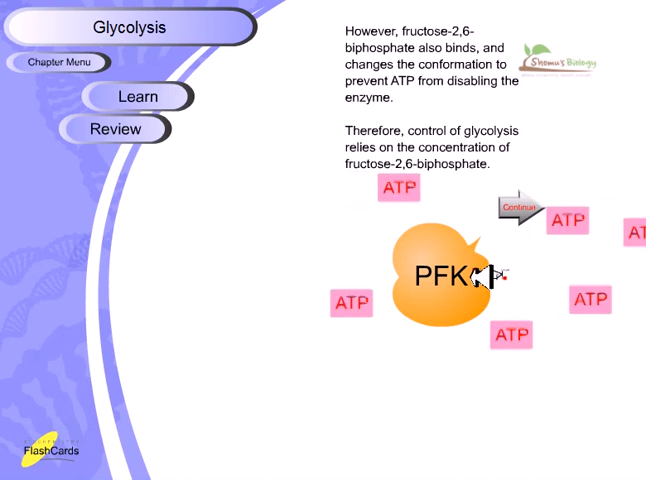 Glycolysis
Chapter Menu
Learn
Review
However, fructose-2,6-
biphosphate also binds, and
changes the conformation to
prevent ATP from disabling the
enzyme.
Shomu's Biology
Therefore, control of glycolysis
relies on the concentration of
fructose-2,6-biphosphate.
ATP
Continue
ATP
AT
PFK
ATP
ATP
ATP
FlashCards